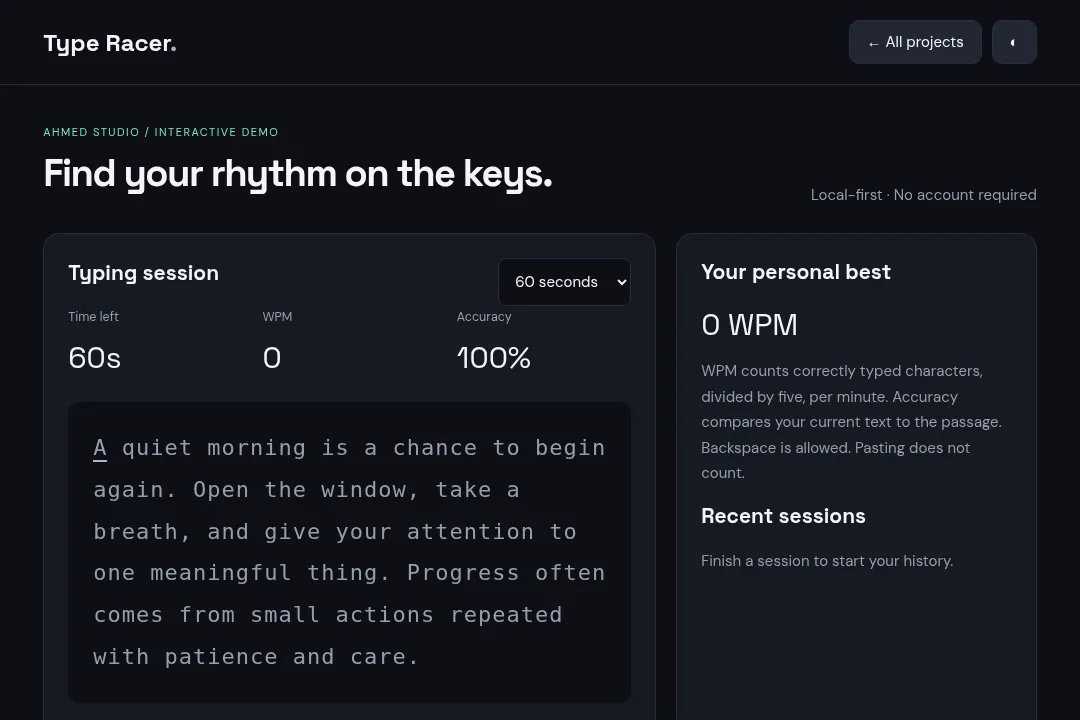 Type Racer.
← All projects
AHMED STUDIO / INTERACTIVE DEMO
Find your rhythm on the keys.
Local-first · No account required
Typing session
60 seconds
Time left
WPM
Accuracy
60s
0
100%
A quiet morning is a chance to begin
again. Open the window, take a
breath, and give your attention to
one meaningful thing. Progress often
comes from small actions repeated
with patience and care.
Your personal best
0 WPM
WPM counts correctly typed characters,
divided by five, per minute. Accuracy
compares your current text to the passage.
Backspace is allowed. Pasting does not
count.
Recent sessions
Finish a session to start your history.